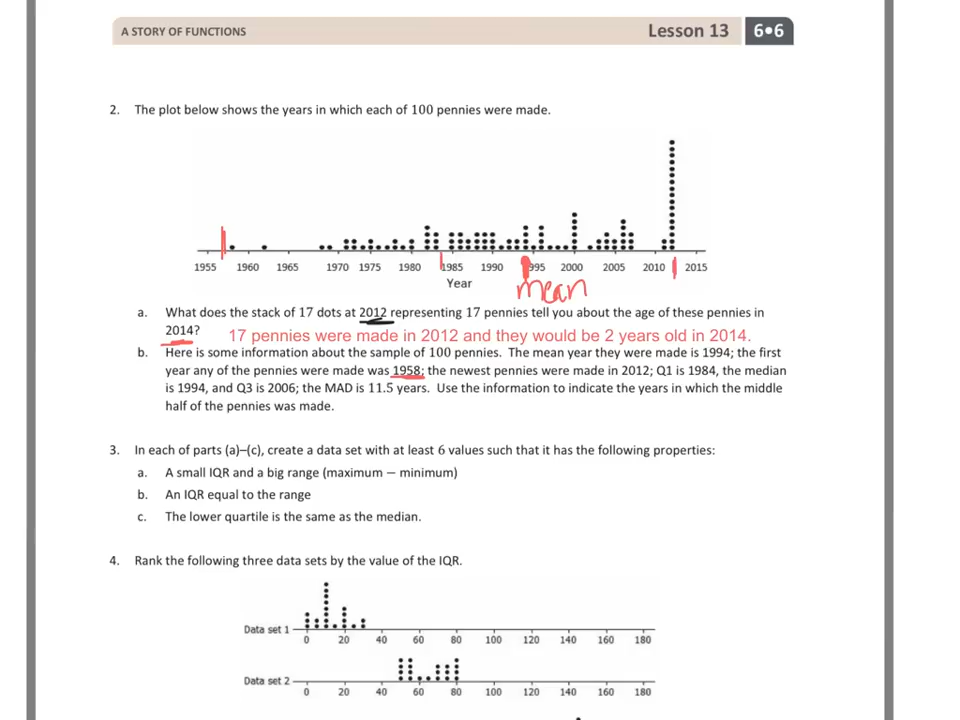 A STORY OF FUNCTIONS
Lesson 13
6•6
2. The plot below shows the years in which each of 100 pennies were made.
1955 1960 1965 1970 1975 1980 1985 1990 1995 2000 2005 2010 2015
Year
mean
a. What does the stack of 17 dots at 2012 representing 17 pennies tell you about the age of these pennies in
2014?
17 pennies were made in 2012 and they would be 2 years old in 2014.
b. Here is some information about the sample of 100 pennies. The mean year they were made is 1994; the first
year any of the pennies were made was 1958; the newest pennies were made in 2012; Q1 is 1984, the median
is 1994, and Q3 is 2006; the MAD is 11.5 years. Use the information to indicate the years in which the middle
half of the pennies was made.
3. In each of parts (a)–(c), create a data set with at least 6 values such that it has the following properties:
a. A small IQR and a big range (maximum − minimum)
b. An IQR equal to the range
c. The lower quartile is the same as the median.
4. Rank the following three data sets by the value of the IQR.
Data set 1
0 20 40 60 80 100 120 140 160 180
Data set 2
0 20 40 60 80 100 120 140 160 180